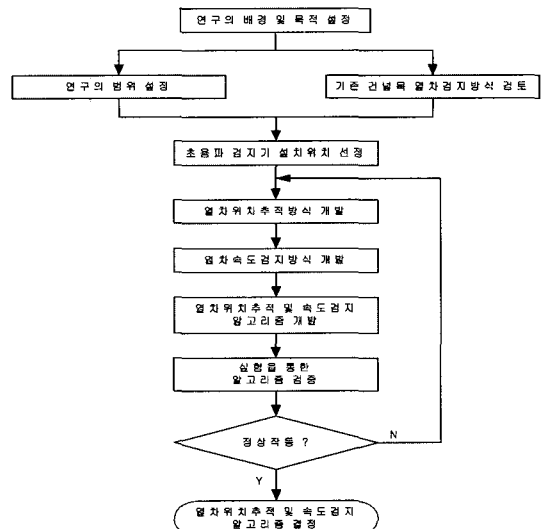 연구의 배경 및 목적 설정
연구의 범위 설정
기존 건널목 열차검지방식 검토
초음파 검지기 설치위치 선정
열차위치추적방식 개발
열차속도검지방식 개발
열차위치추적 및 속도검지
알고리즘 개발
실험을 통한
알고리즘 검증
정상작동 ?
N
Y
열차위치추적 및 속도검지
알고리즘 결정